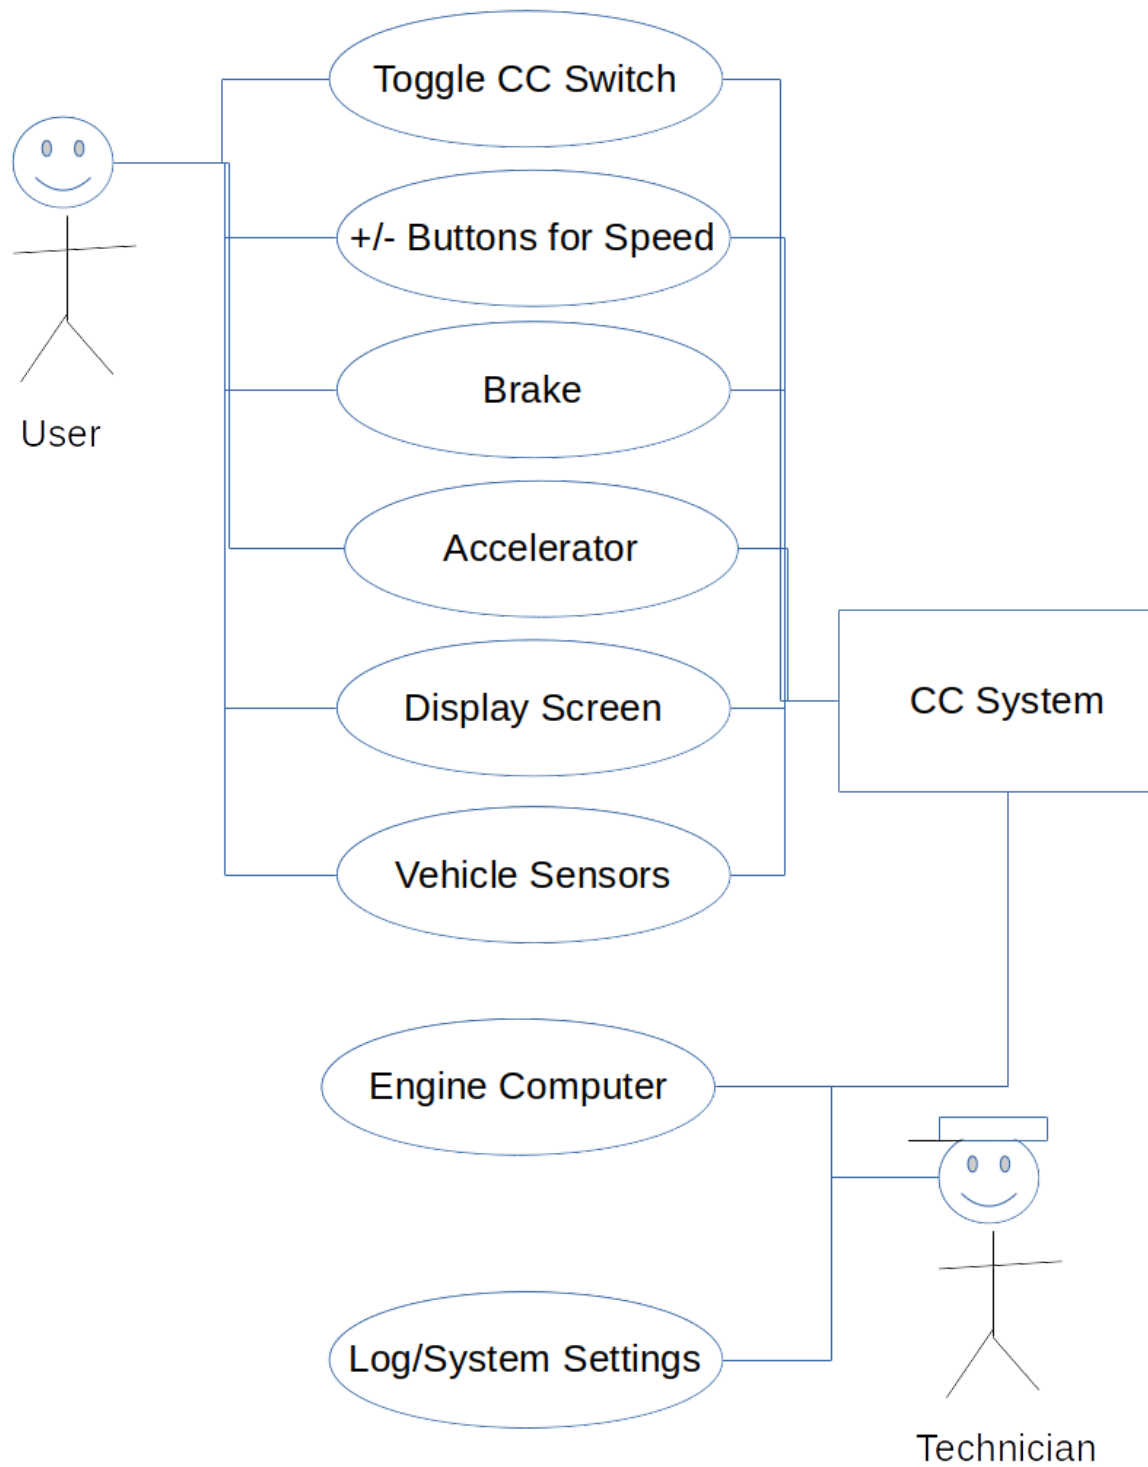 Toggle CC Switch
+/- Buttons for Speed
Brake
User
Accelerator
Display Screen
CC System
Vehicle Sensors
Engine Computer
Log/System Settings
Technician